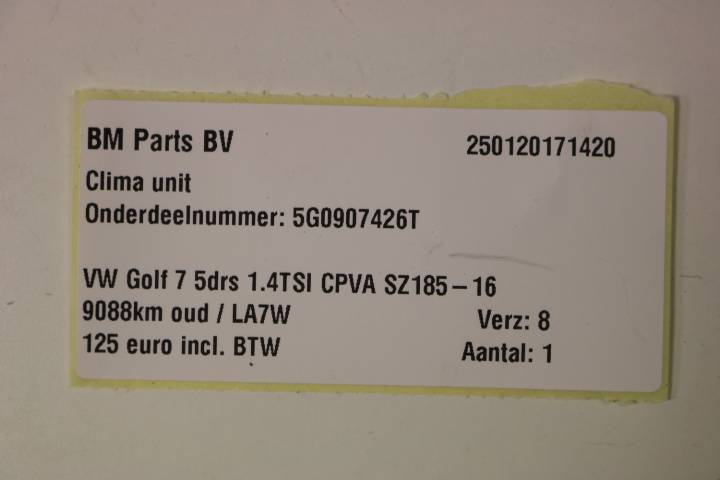 BM Parts BV 250120171420
Clima unit
Onderdeelnummer: 5G0907426T
VW Golf 7 5drs 1.4TSI CPVA SZ185-16
9088km oud / LA7W Verz: 8
125 euro incl. BTW Aantal: 1